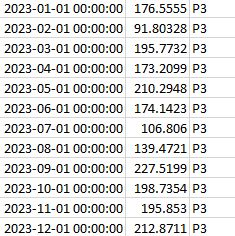 2023-01-01 00:00:00 176.5555 P3
2023-02-01 00:00:00 91.80328 P3
2023-03-01 00:00:00 195.7732 P3
2023-04-01 00:00:00 173.2099 P3
2023-05-01 00:00:00 210.2948 P3
2023-06-01 00:00:00 174.1423 P3
2023-07-01 00:00:00 106.806 P3
2023-08-01 00:00:00 139.4721 P3
2023-09-01 00:00:00 227.5199 P3
2023-10-01 00:00:00 198.7354 P3
2023-11-01 00:00:00 195.853 P3
2023-12-01 00:00:00 212.8711 P3